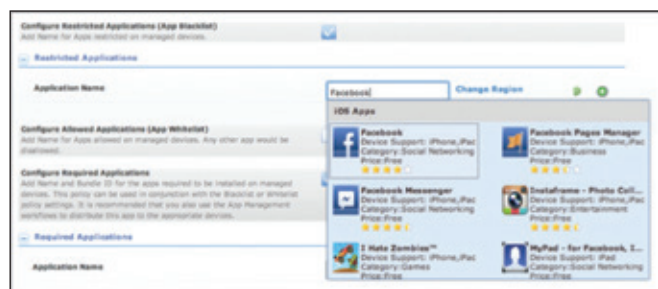 Configure Restricted Applications (App Blacklist)
Add Name for Apps restricted on managed devices.
Restricted Applications
Application Name
Facebook
Change Region
iOS Apps
Facebook
Device Support: iPhone,iPad
Category:Social Networking
Price:Free
Facebook Pages Manager
Device Support: iPhone,iPad
Category:Business
Price:Free
Facebook Messenger
Device Support: iPhone,iPad
Category:Social Networking
Price:Free
Instaframe - Photo Coll...
Device Support: iPhone,iPad
Category:Entertainment
Price:Free
I Hate Zombies™
Device Support: iPhone,iPad
Category:Games
Price:Free
MyPad - for Facebook, I...
Device Support: iPad
Category:Social Networking
Price:Free
Configure Allowed Applications (App Whitelist)
Add Name for Apps allowed on managed devices. Any other app would be
disallowed.
Configure Required Applications
Add Name and Bundle ID for the apps required to be installed on managed
devices. This policy can be used in conjunction with the Blacklist or Whitelist
policy settings. It is recommended that you also use the App Management
workflows to distribute this app to the appropriate devices.
Required Applications
Application Name